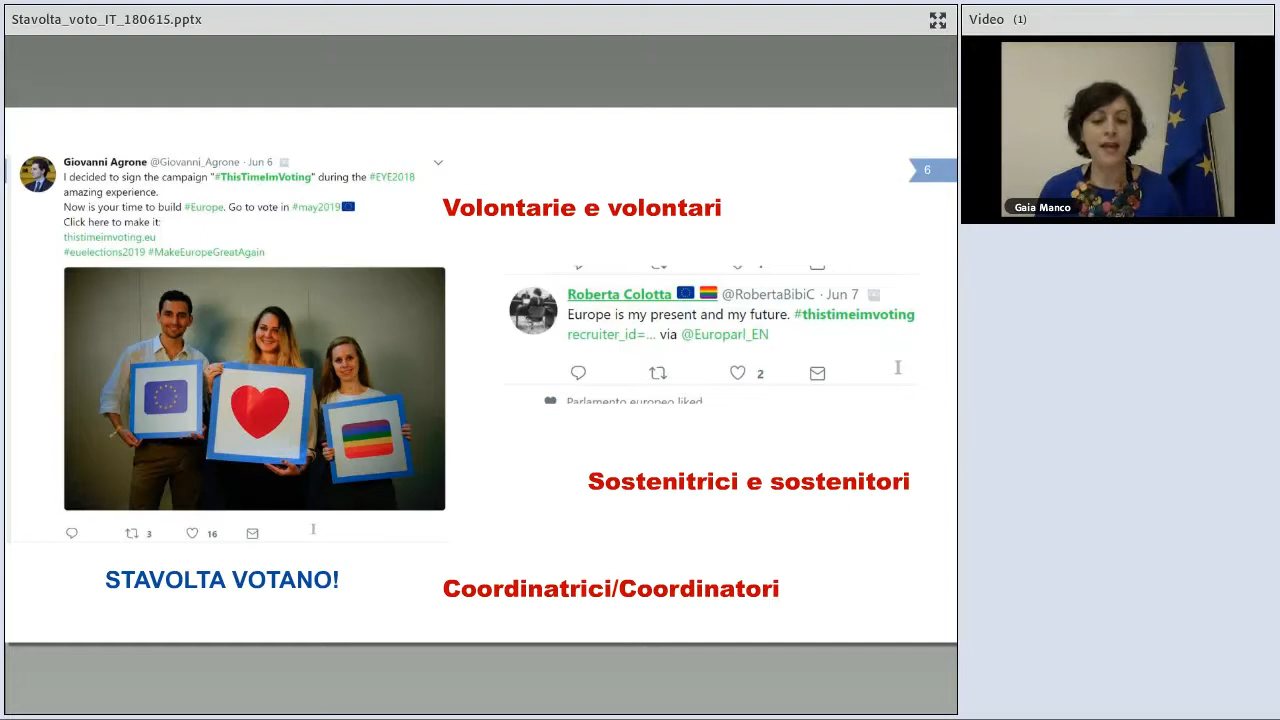 Stavolta_voto_IT_180615.pptx
Video (1)
Gaia Manco
6
Giovanni Agrone @Giovanni_Agrone · Jun 6
I decided to sign the campaign "#ThisTimeImVoting" during the #EYE2018
amazing experience.
Now is your time to build #Europe. Go to vote in #may2019
Click here to make it:
thistimeimvoting.eu
#euelections2019 #MakeEuropeGreatAgain
3 16
STAVOLTA VOTANO!
Volontarie e volontari
Roberta Colotta @RobertaBibiC · Jun 7
Europe is my present and my future. #thistimeimvoting
recruiter_id=... via @Europarl_EN
2
Parlamento europeo liked
Sostenitrici e sostenitori
Coordinatrici/Coordinatori